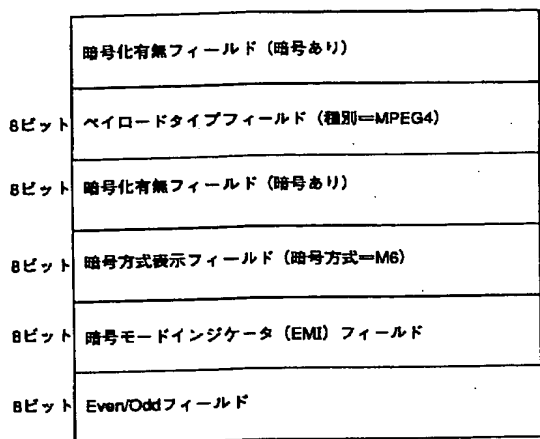 暗号化有無フィールド（暗号あり）
8ビット ペイロードタイプフィールド（種別＝MPEG4）
8ビット 暗号化有無フィールド（暗号あり）
8ビット 暗号方式表示フィールド（暗号方式＝M6）
8ビット 暗号モードインジケータ（EMI）フィールド
8ビット Even/Oddフィールド